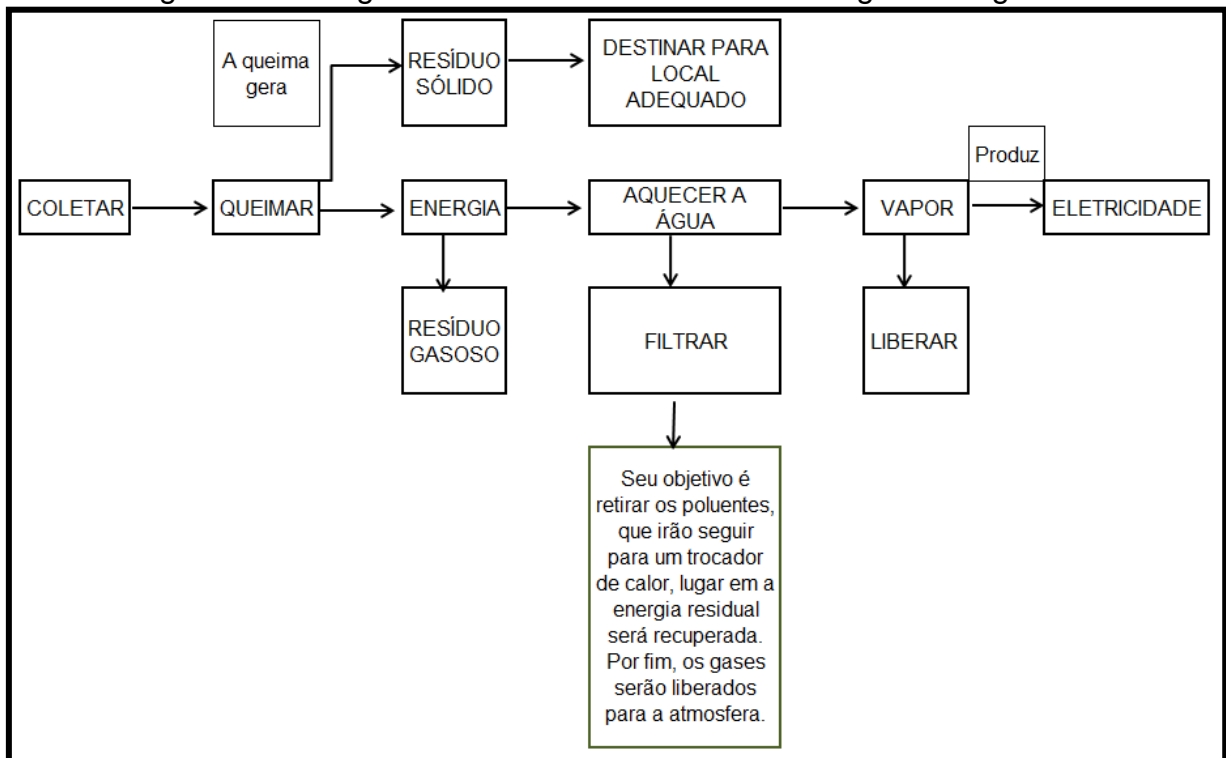 A queima
gera
RESÍDUO
SÓLIDO
DESTINAR PARA
LOCAL
ADEQUADO
Produz
COLETAR
QUEIMAR
ENERGIA
AQUECER A
ÁGUA
VAPOR
ELETRICIDADE
RESÍDUO
GASOSO
FILTRAR
LIBERAR
Seu objetivo é
retirar os poluentes,
que irão seguir
para um trocador
de calor, lugar em a
energia residual
será recuperada.
Por fim, os gases
serão liberados
para a atmosfera.